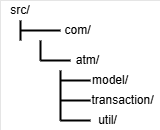 src/
com/
atm/
model/
transaction/
util/